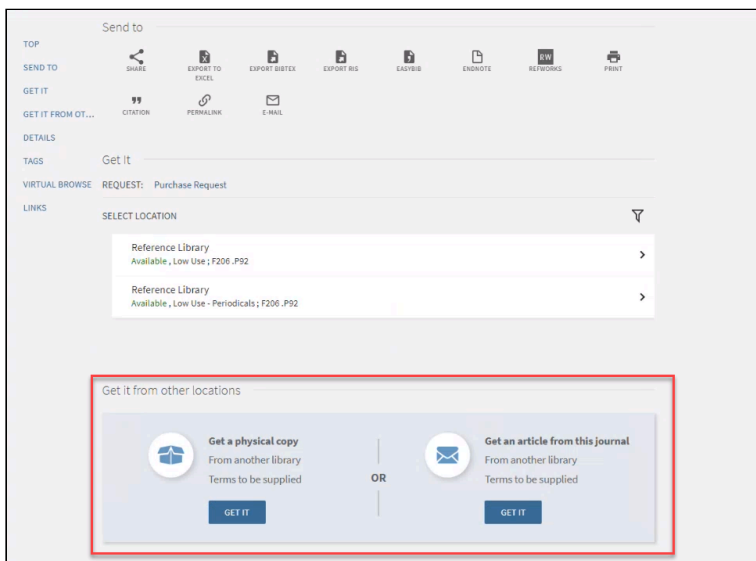 Send to
TOP
SEND TO
GET IT
GET IT FROM OT...
DETAILS
TAGS
VIRTUAL BROWSE
LINKS
SHARE
EXPORT TO EXCEL
EXPORT BIBTEX
EXPORT RIS
EASYBIB
ENDNOTE
RW
REFWORKS
PRINT
CITATION
PERMALINK
E-MAIL
Get It
REQUEST: Purchase Request
SELECT LOCATION
Reference Library
Available , Low Use ; F206 .P92
Reference Library
Available , Low Use - Periodicals ; F206 .P92
Get it from other locations
Get a physical copy
From another library
Terms to be supplied
GET IT
OR
Get an article from this journal
From another library
Terms to be supplied
GET IT